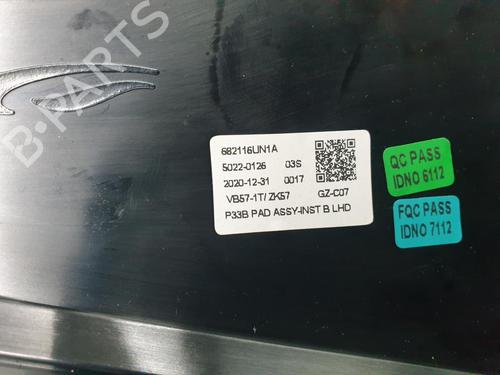 B-PARTS
682116UN1A
5022-0126 03S
2020-12-31 0017
VB57-1T/ ZK57 GZ-C07
P33B PAD ASSY-INST B LHD
QC PASS
IDNO 6112
FQC PASS
IDNO 7112